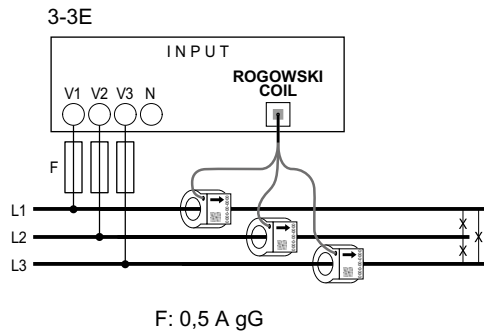 3-3E
INPUT
ROGOWSKI
COIL
V1 V2 V3 N
F
L1
L2
L3
F: 0,5 A gG